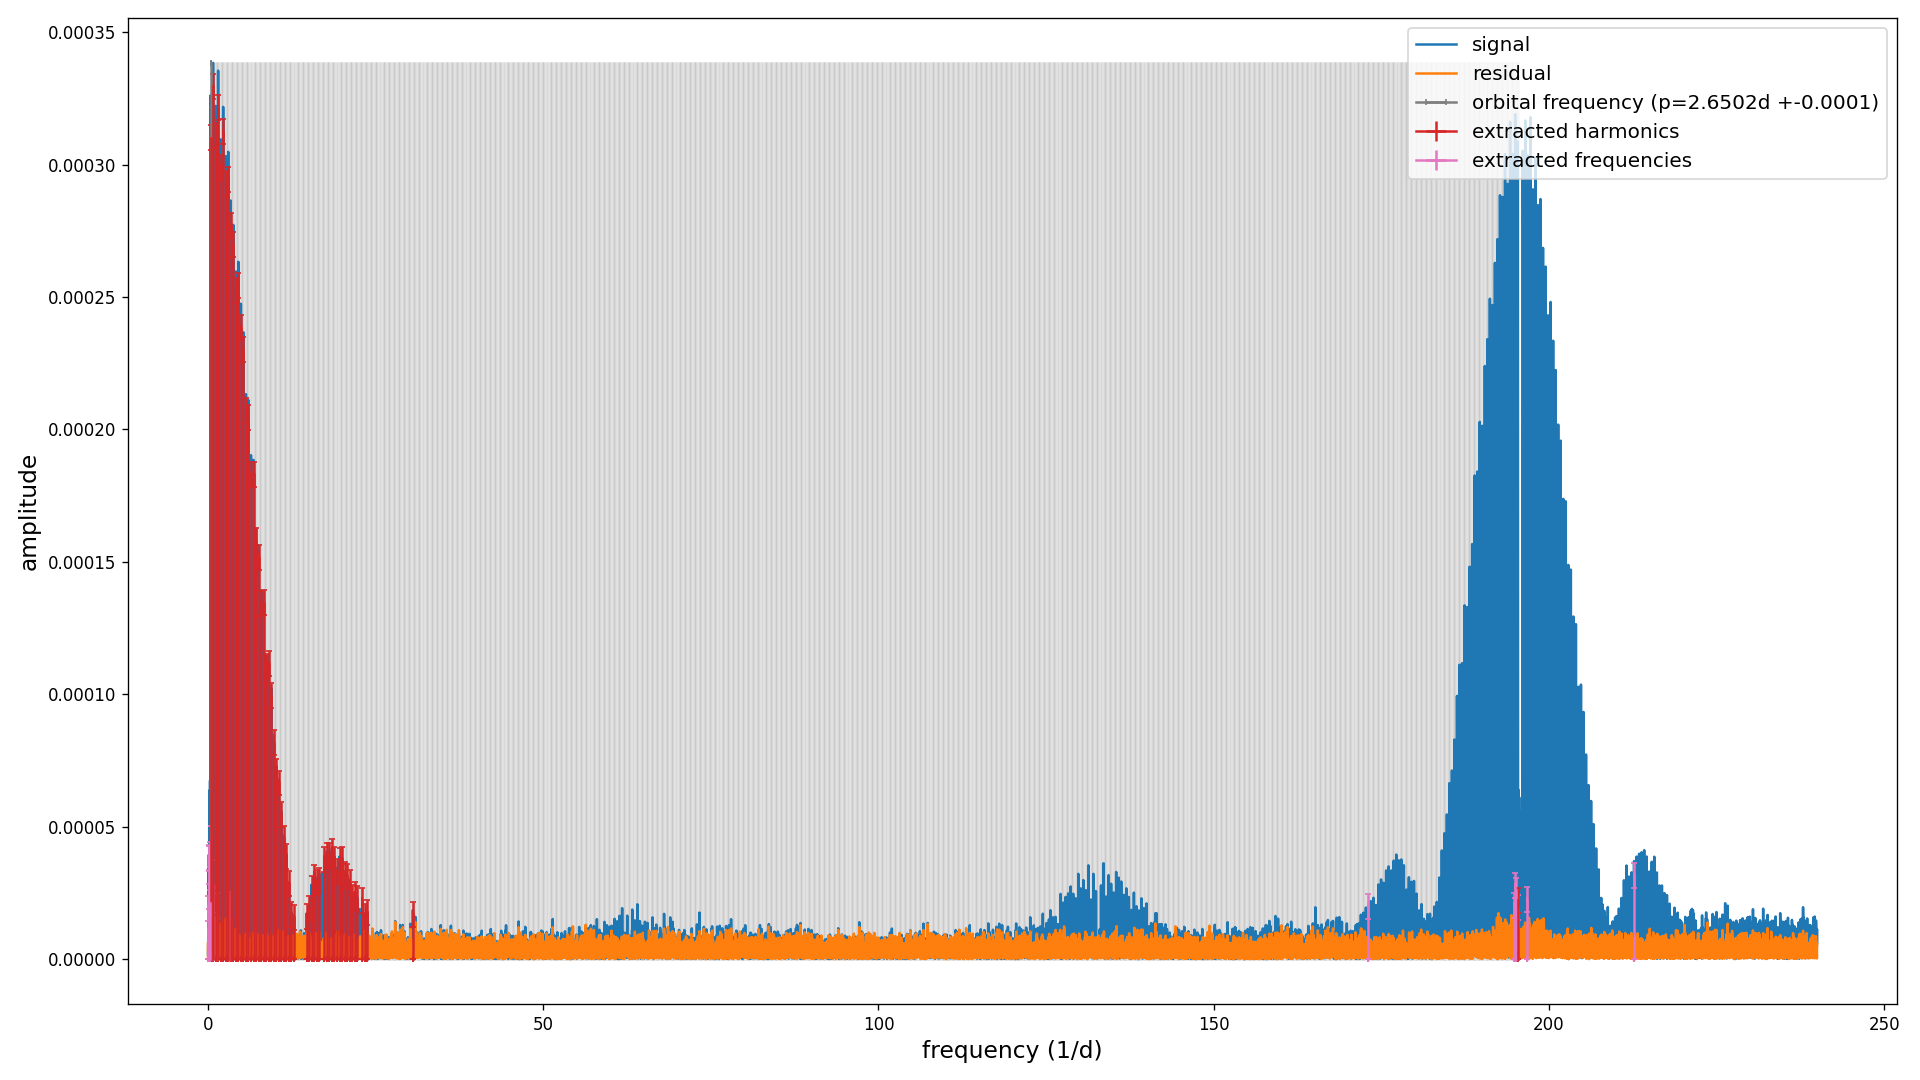 0.00035
0.00030
0.00025
0.00020
0.00015
0.00010
0.00005
0.00000
amplitude
0
50
100
150
200
250
frequency (1/d)
signal
residual
orbital frequency (p=2.6502d +-0.0001)
extracted harmonics
extracted frequencies